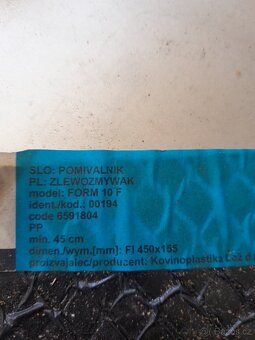 SLO: POMIVALNIK
PL: ZLEWOZMYWAK
model: FORM 10 F
ident./kod.: 00194
code 6591804
PP
min. 45 cm
dimen./wym.[mm]: FI 450x155
proizvajalec/producent: Kovinoplastika Lož d.